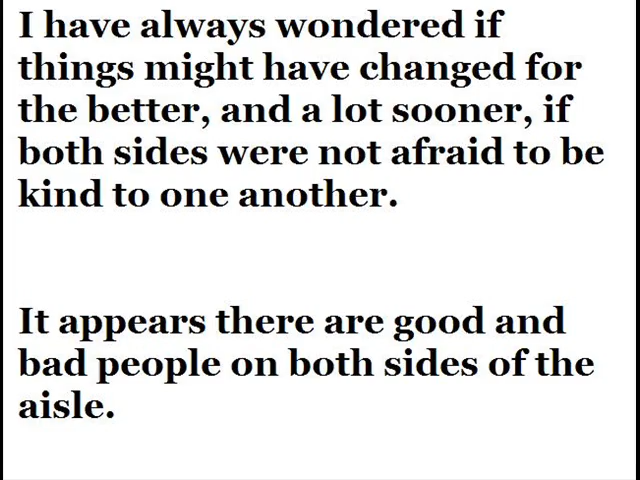 I have always wondered if
things might have changed for
the better, and a lot sooner, if
both sides were not afraid to be
kind to one another.
It appears there are good and
bad people on both sides of the
aisle.